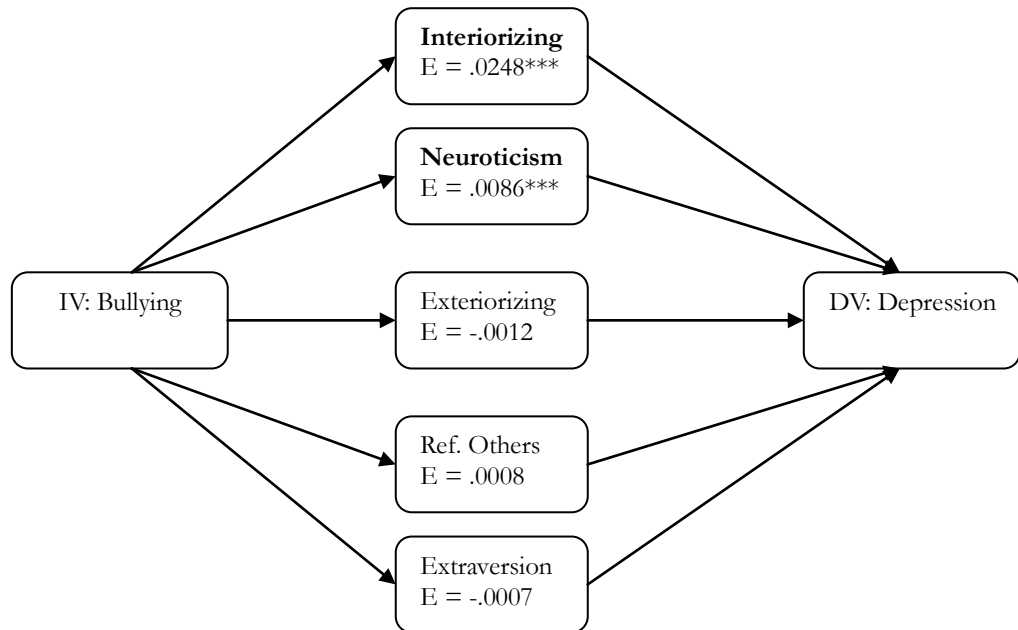 Interiorizing
E = .0248***
Neuroticism
E = .0086***
IV: Bullying
Exteriorizing
E = -.0012
DV: Depression
Ref. Others
E = .0008
Extraversion
E = -.0007